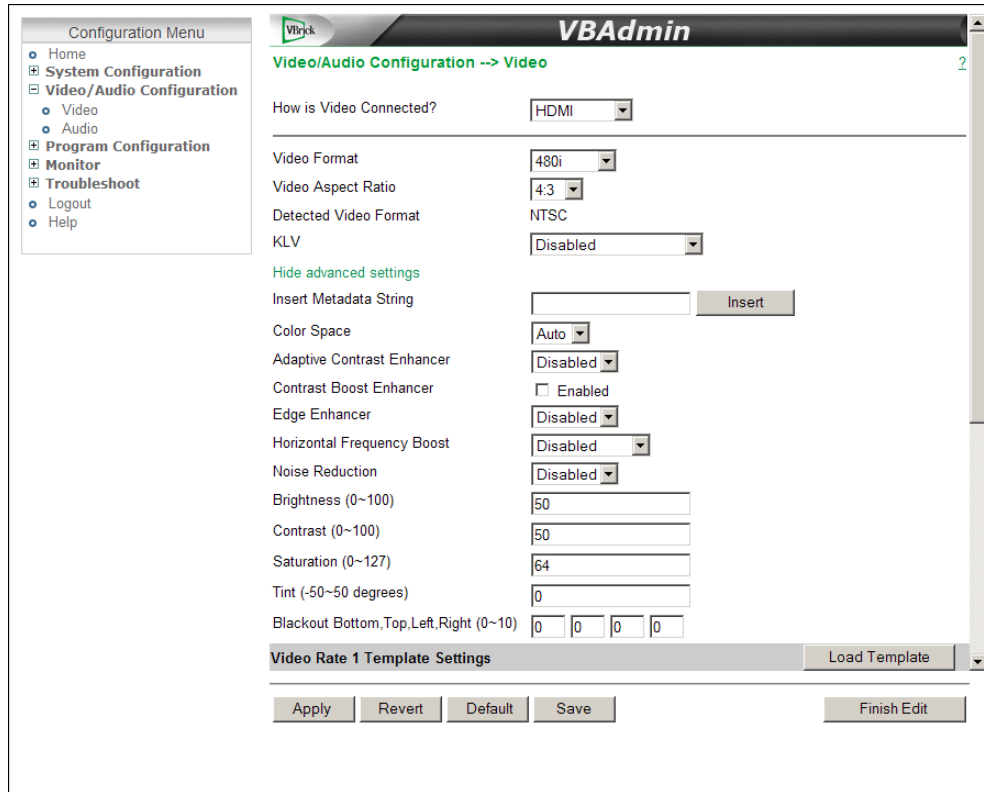 Configuration Menu
Home
System Configuration
Video/Audio Configuration
Video
Audio
Program Configuration
Monitor
Troubleshoot
Logout
Help
VBrick
VBAdmin
Video/Audio Configuration --> Video ?
How is Video Connected? HDMI
Video Format 480i
Video Aspect Ratio 4:3
Detected Video Format NTSC
KLV Disabled
Hide advanced settings
Insert Metadata String Insert
Color Space Auto
Adaptive Contrast Enhancer Disabled
Contrast Boost Enhancer Enabled
Edge Enhancer Disabled
Horizontal Frequency Boost Disabled
Noise Reduction Disabled
Brightness (0~100) 50
Contrast (0~100) 50
Saturation (0~127) 64
Tint (-50~50 degrees) 0
Blackout Bottom,Top,Left,Right (0~10) 0 0 0 0
Video Rate 1 Template Settings Load Template
Apply Revert Default Save Finish Edit